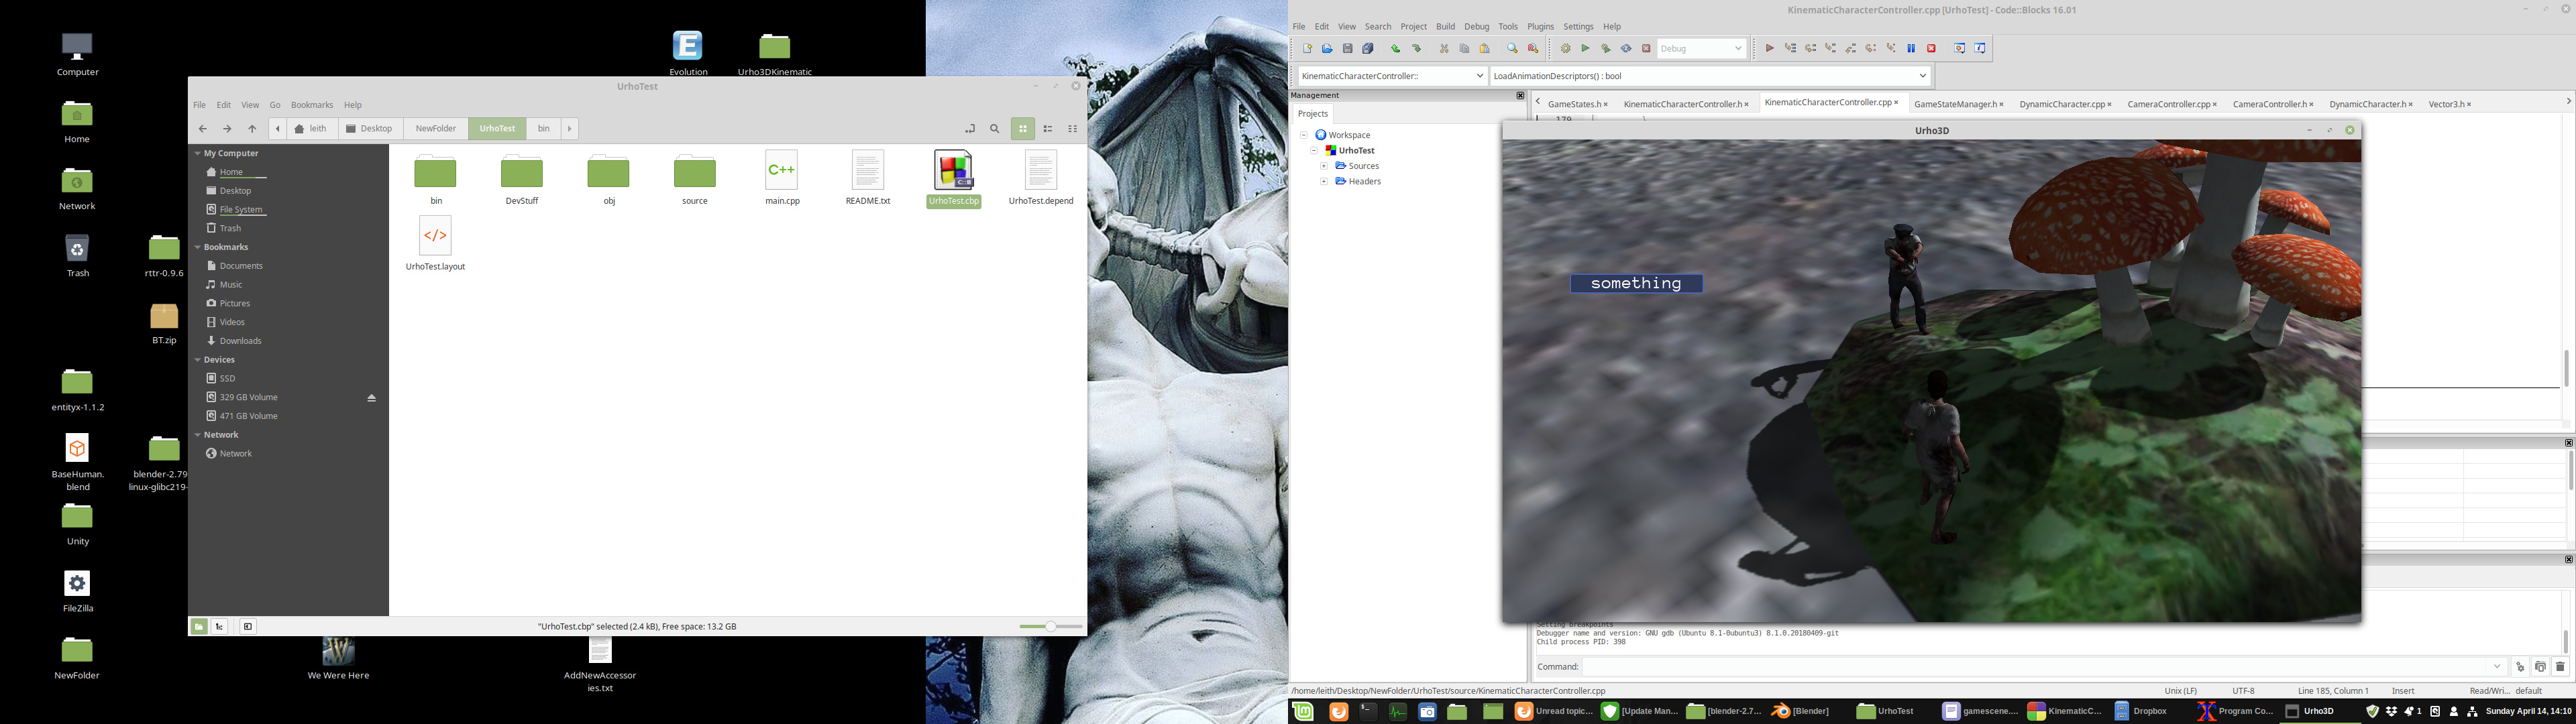 Computer
Home
Network
Trash
rttr-0.9.6
BT.zip
entityx-1.1.2
BaseHuman.
blend
blender-2.79
linux-glibc219-
Unity
FileZilla
NewFolder
Evolution
Urho3DKinematic
We Were Here
AddNewAccessor
ies.txt
UrhoTest
File Edit View Go Bookmarks Help
leith Desktop NewFolder UrhoTest bin
My Computer
Home
Desktop
File System
Trash
Bookmarks
Documents
Music
Pictures
Videos
Downloads
Devices
SSD
329 GB Volume
471 GB Volume
Network
Network
C++
bin DevStuff obj source main.cpp README.txt UrhoTest.cbp UrhoTest.depend
UrhoTest.layout
"UrhoTest.cbp" selected (2.4 kB), Free space: 13.2 GB
KinematicCharacterController.cpp [UrhoTest] - Code::Blocks 16.01
File Edit View Search Project Build Debug Tools Plugins Settings Help
Debug
KinematicCharacterController:: LoadAnimationDescriptors() : bool
Management
Projects
Workspace
UrhoTest
Sources
Headers
GameStates.h KinematicCharacterController.h KinematicCharacterController.cpp GameStateManager.h DynamicCharacter.cpp CameraController.cpp CameraController.h DynamicCharacter.h Vector3.h
179
Urho3D
something
Setting breakpoints
Debugger name and version: GNU gdb (Ubuntu 8.1-0ubuntu3) 8.1.0.20180409-git
Child process PID: 398
Command:
/home/leith/Desktop/NewFolder/UrhoTest/source/KinematicCharacterController.cpp Unix (LF) UTF-8 Line 185, Column 1 Insert Read/Wri... default
Unread topic... [Update Man... [blender-2.7... [Blender] UrhoTest gamescene.... KinematicC... Dropbox Program Co... Urho3D 1 Sunday April 14, 14:10